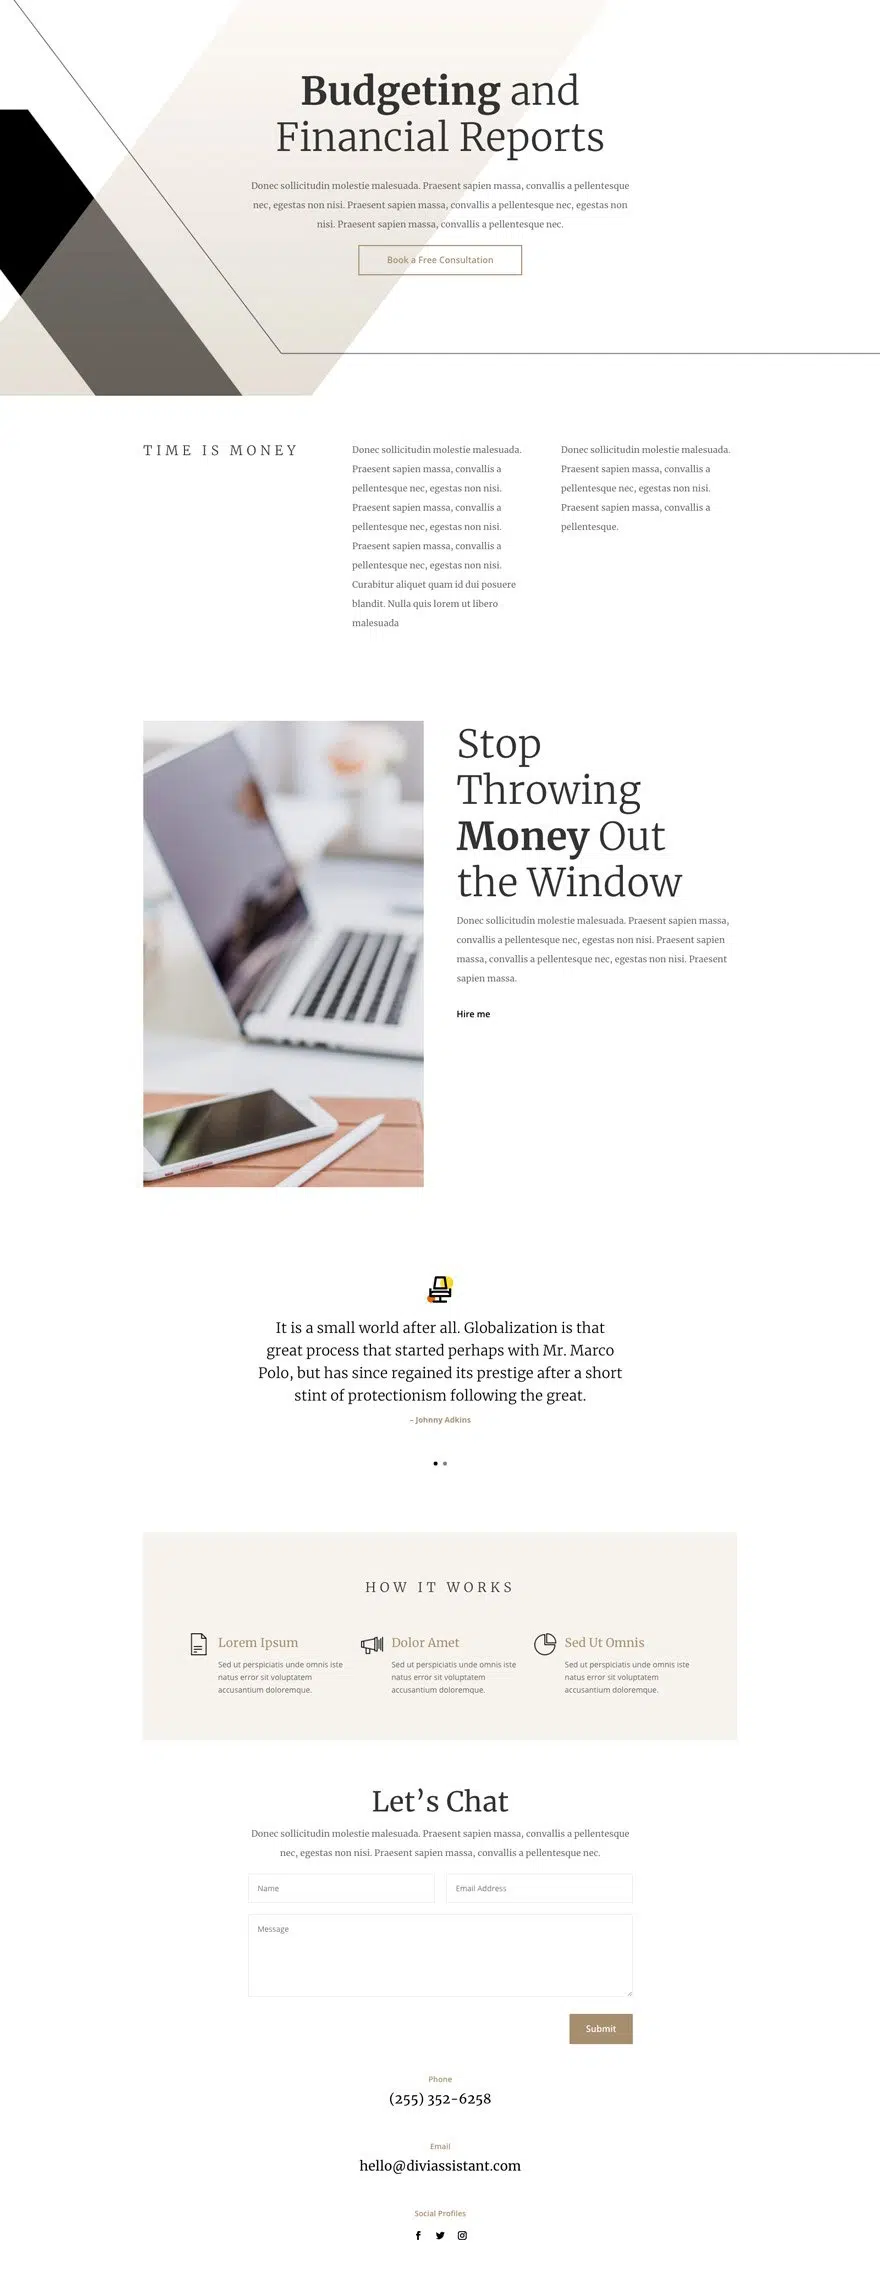 Budgeting and
Financial Reports
Donec sollicitudin molestie malesuada. Praesent sapien massa, convallis a pellentesque
nec, egestas non nisi. Praesent sapien massa, convallis a pellentesque nec, egestas non
nisi. Praesent sapien massa, convallis a pellentesque nec.
Book a Free Consultation
TIME IS MONEY
Donec sollicitudin molestie malesuada.
Praesent sapien massa, convallis a
pellentesque nec, egestas non nisi.
Praesent sapien massa, convallis a
pellentesque nec, egestas non nisi.
Praesent sapien massa, convallis a
pellentesque nec, egestas non nisi.
Curabitur aliquet quam id dui posuere
blandit. Nulla quis lorem ut libero
malesuada
Donec sollicitudin molestie malesuada.
Praesent sapien massa, convallis a
pellentesque nec, egestas non nisi.
Praesent sapien massa, convallis a
pellentesque.
Stop
Throwing
Money Out
the Window
Donec sollicitudin molestie malesuada. Praesent sapien massa,
convallis a pellentesque nec, egestas non nisi. Praesent sapien
massa, convallis a pellentesque nec, egestas non nisi. Praesent
sapien massa.
Hire me
It is a small world after all. Globalization is that
great process that started perhaps with Mr. Marco
Polo, but has since regained its prestige after a short
stint of protectionism following the great.
– Johnny Adkins
HOW IT WORKS
Lorem Ipsum
Sed ut perspiciatis unde omnis iste
natus error sit voluptatem
accusantium doloremque.
Dolor Amet
Sed ut perspiciatis unde omnis iste
natus error sit voluptatem
accusantium doloremque.
Sed Ut Omnis
Sed ut perspiciatis unde omnis iste
natus error sit voluptatem
accusantium doloremque.
Let’s Chat
Donec sollicitudin molestie malesuada. Praesent sapien massa, convallis a pellentesque
nec, egestas non nisi. Praesent sapien massa, convallis a pellentesque nec.
Name
Email Address
Message
Submit
Phone
(255) 352-6258
Email
hello@diviassistant.com
Social Profiles